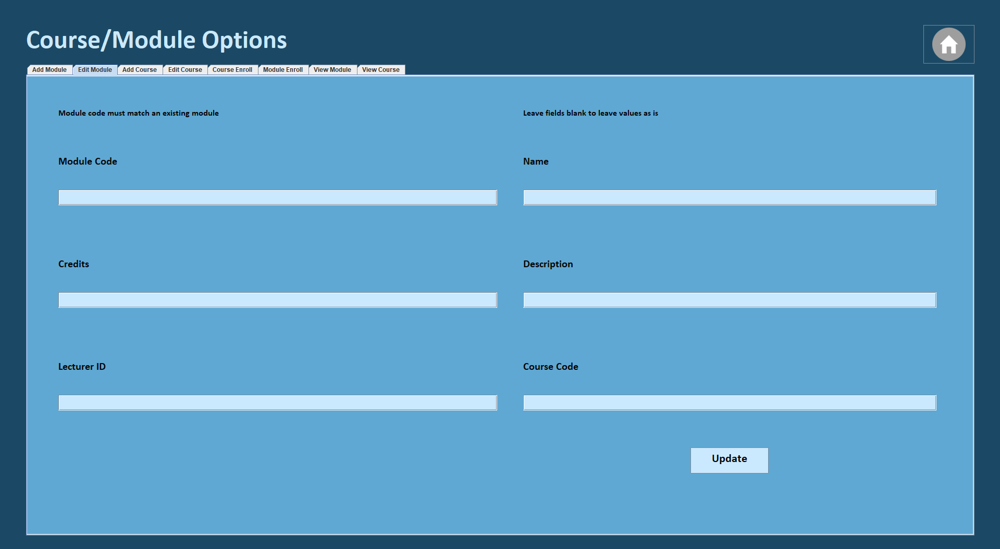 Course/Module Options
Add Module Edit Module Add Course Edit Course Course Enroll Module Enroll View Module View Course
Module code must match an existing module
Leave fields blank to leave values as is
Module Code
Name
Credits
Description
Lecturer ID
Course Code
Update